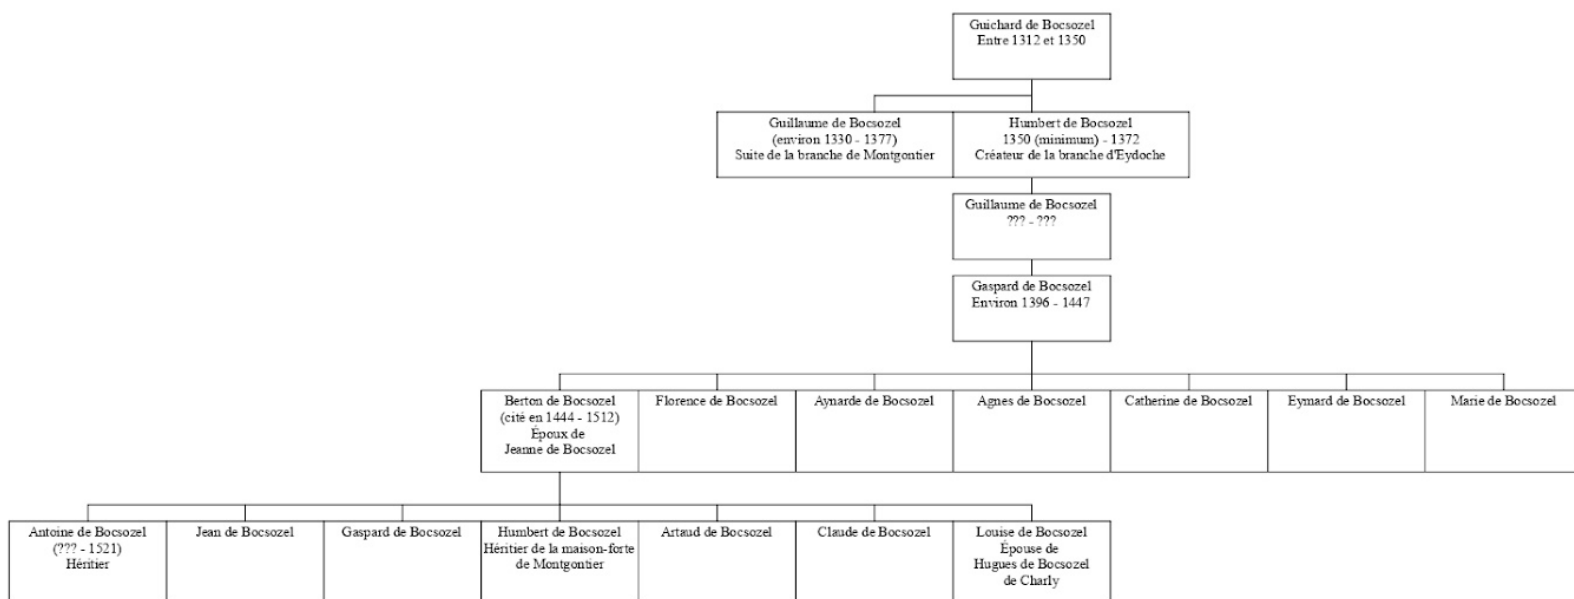 Guichard de Bocsozel
Entre 1312 et 1350
Guillaume de Bocsozel
(environ 1330 - 1377)
Suite de la branche de Montgontier
Humbert de Bocsozel
1350 (minimum) - 1372
Créateur de la branche d'Eydoche
Guillaume de Bocsozel
??? - ???
Gaspard de Bocsozel
Environ 1396 - 1447
Berton de Bocsozel
(cité en 1444 - 1512)
Époux de
Jeanne de Bocsozel
Florence de Bocsozel
Aynarde de Bocsozel
Agnes de Bocsozel
Catherine de Bocsozel
Eymard de Bocsozel
Marie de Bocsozel
Antoine de Bocsozel
(??? - 1521)
Héritier
Jean de Bocsozel
Gaspard de Bocsozel
Humbert de Bocsozel
Héritier de la maison-forte
de Montgontier
Artaud de Bocsozel
Claude de Bocsozel
Louise de Bocsozel
Épouse de
Hugues de Bocsozel
de Charly